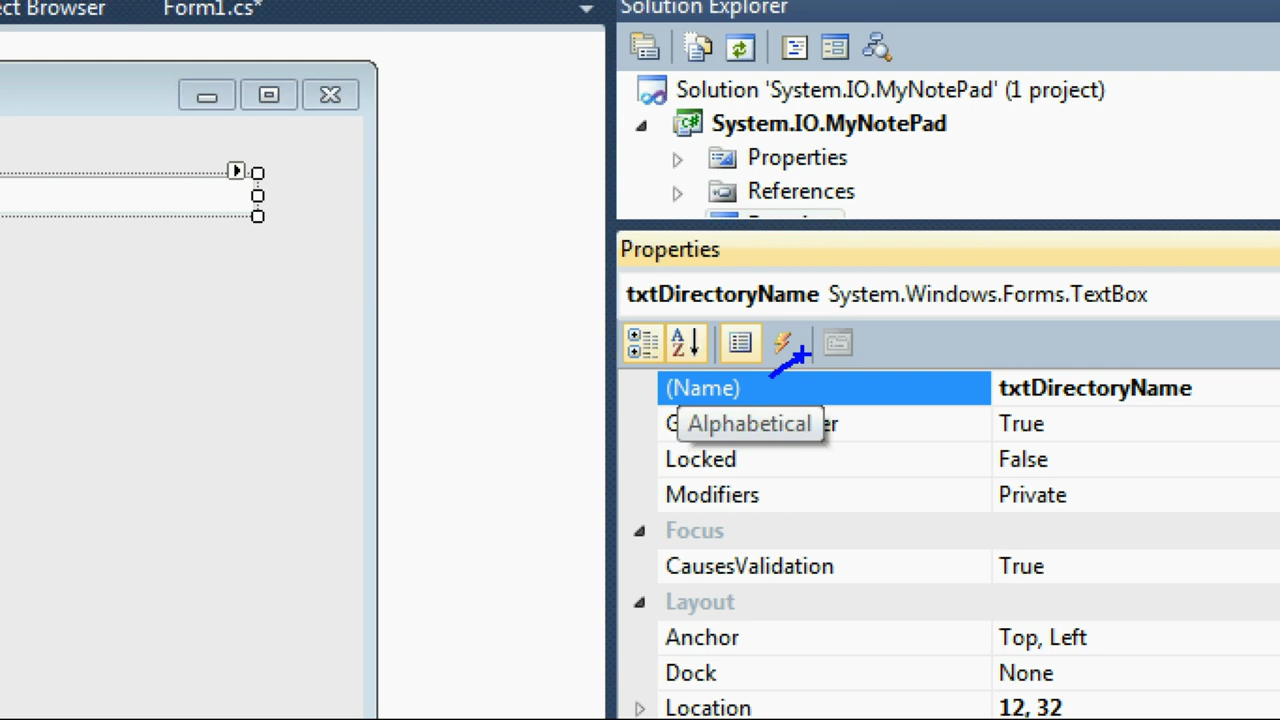 ect Browser
Form1.cs*
Solution Explorer
Solution 'System.IO.MyNotePad' (1 project)
System.IO.MyNotePad
Properties
References
Properties
txtDirectoryName System.Windows.Forms.TextBox
(Name) txtDirectoryName
Alphabetical
True
Locked False
Modifiers Private
Focus
CausesValidation True
Layout
Anchor Top, Left
Dock None
Location 12, 32